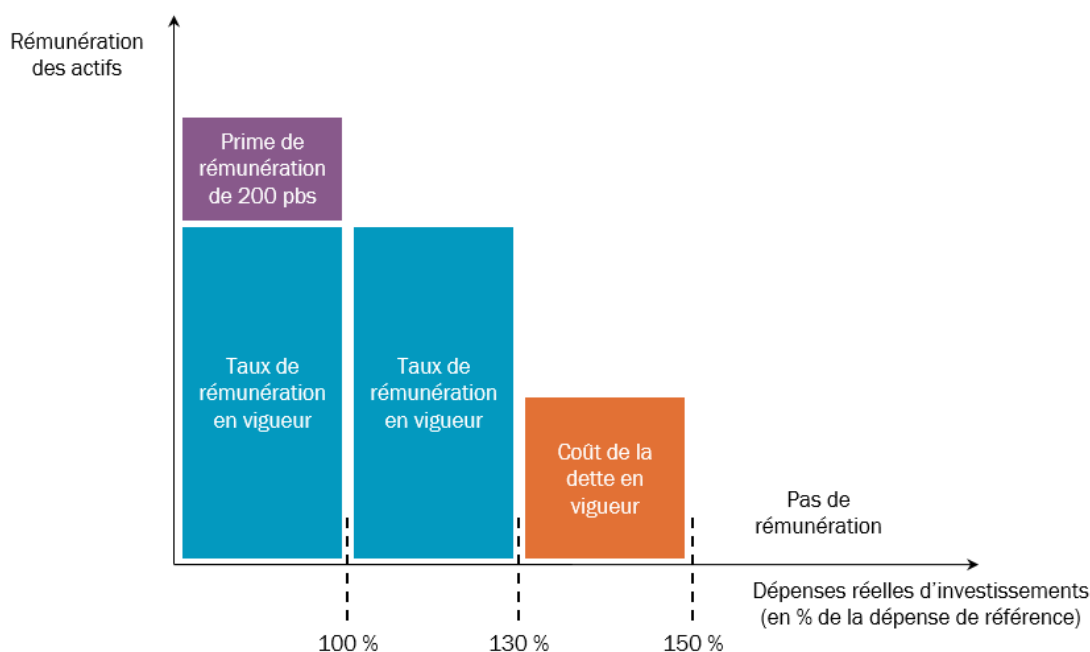 Rémunération
des actifs
Prime de
rémunération
de 200 pbs
Taux de
rémunération
en vigueur
Taux de
rémunération
en vigueur
Coût de la
dette en
vigueur
Pas de
rémunération
Dépenses réelles d'investissements
(en % de la dépense de référence)
100 %
130 %
150 %